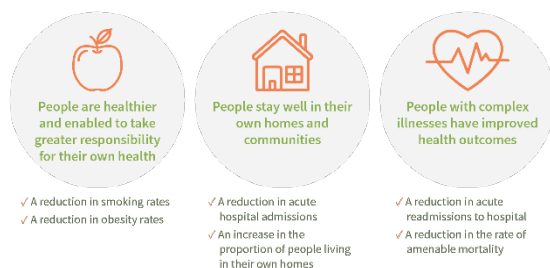 People are healthier
and enabled to take
greater responsibility
for their own health
✓ A reduction in smoking rates
✓ A reduction in obesity rates
People stay well in their
own homes and
communities
✓ A reduction in acute
hospital admissions
✓ An increase in the
proportion of people living
in their own homes
People with complex
illnesses have improved
health outcomes
✓ A reduction in acute
readmissions to hospital
✓ A reduction in the rate of
amenable mortality